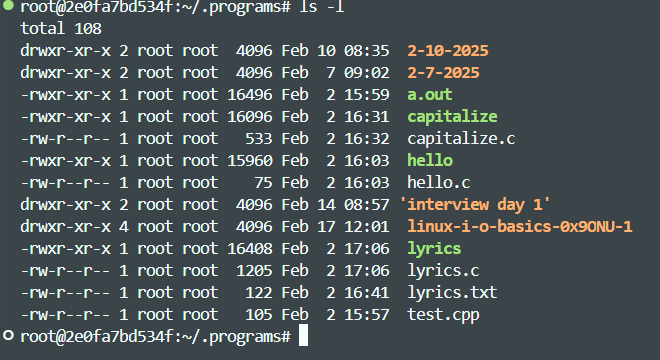 root@2e0fa7bd534f:~/.programs# ls -l
total 108
drwxr-xr-x 2 root root  4096 Feb 10 08:35  2-10-2025
drwxr-xr-x 2 root root  4096 Feb  7 09:02  2-7-2025
-rwxr-xr-x 1 root root 16496 Feb  2 15:59  a.out
-rwxr-xr-x 1 root root 16096 Feb  2 16:31  capitalize
-rw-r--r-- 1 root root   533 Feb  2 16:32  capitalize.c
-rwxr-xr-x 1 root root 15960 Feb  2 16:03  hello
-rw-r--r-- 1 root root    75 Feb  2 16:03  hello.c
drwxr-xr-x 2 root root  4096 Feb 14 08:57 'interview day 1'
drwxr-xr-x 4 root root  4096 Feb 17 12:01  linux-i-o-basics-0x9ONU-1
-rwxr-xr-x 1 root root 16408 Feb  2 17:06  lyrics
-rw-r--r-- 1 root root  1205 Feb  2 17:06  lyrics.c
-rw-r--r-- 1 root root   122 Feb  2 16:41  lyrics.txt
-rw-r--r-- 1 root root   105 Feb  2 15:57  test.cpp
root@2e0fa7bd534f:~/.programs#